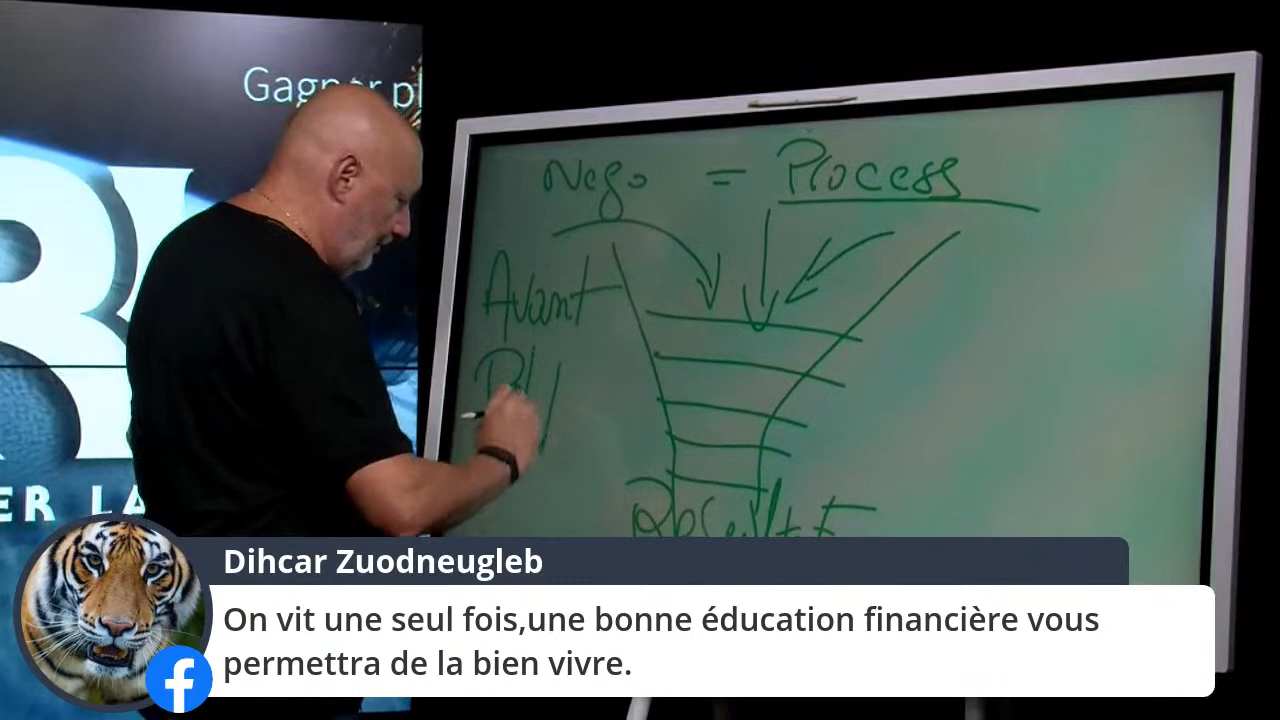 Gagner pl
ER LA
Nego = Process
Avant
Dihcar Zuodneugleb
On vit une seul fois,une bonne éducation financière vous
permettra de la bien vivre.